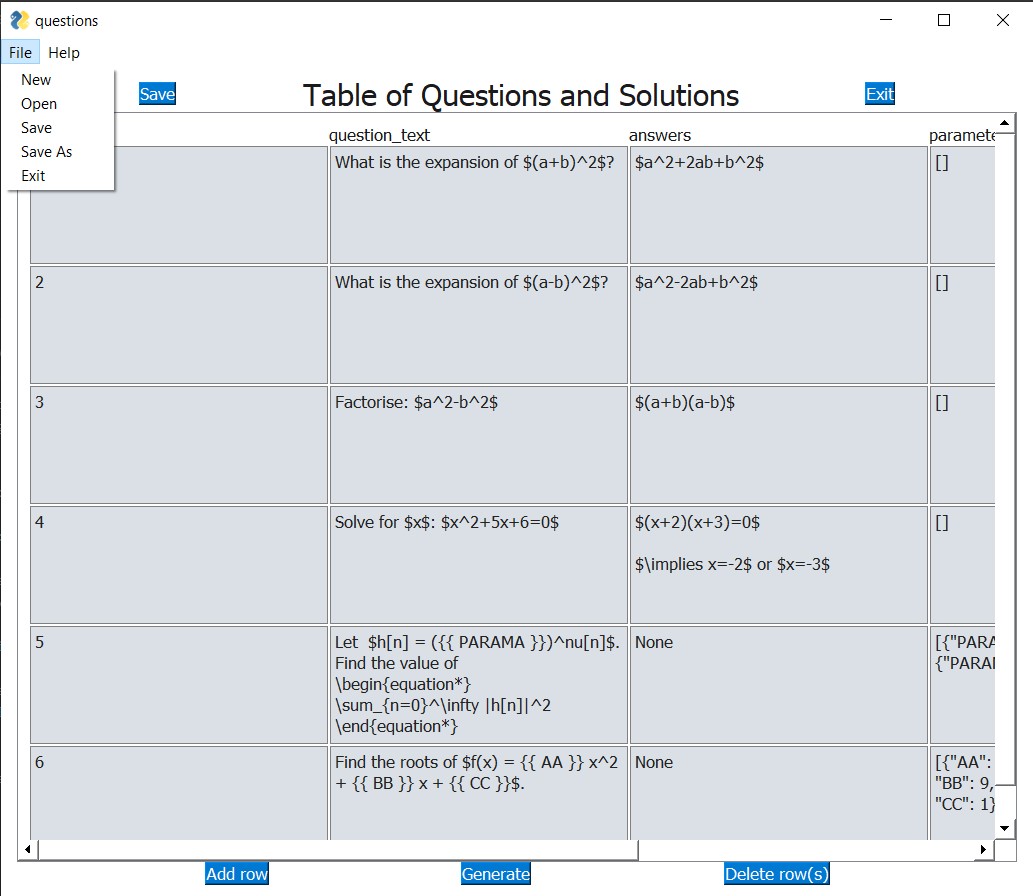 questions
File Help
New
Open
Save
Save As
Exit
Save Table of Questions and Solutions Exit
question_text answers paramete
What is the expansion of $(a+b)^2$? $a^2+2ab+b^2$ []
2 What is the expansion of $(a-b)^2$? $a^2-2ab+b^2$ []
3 Factorise: $a^2-b^2$ $(a+b)(a-b)$ []
4 Solve for $x$: $x^2+5x+6=0$ $(x+2)(x+3)=0$ []
$\implies x=-2$ or $x=-3$
5 Let $h[n] = ({{ PARAMA }})^nu[n]$. None [{"PARA
Find the value of {"PARAM
\begin{equation*}
\sum_{n=0}^\infty |h[n]|^2
\end{equation*}
6 Find the roots of $f(x) = {{ AA }} x^2 None [{"AA":
+ {{ BB }} x + {{ CC }}$. "BB": 9,
"CC": 1}
Add row Generate Delete row(s)